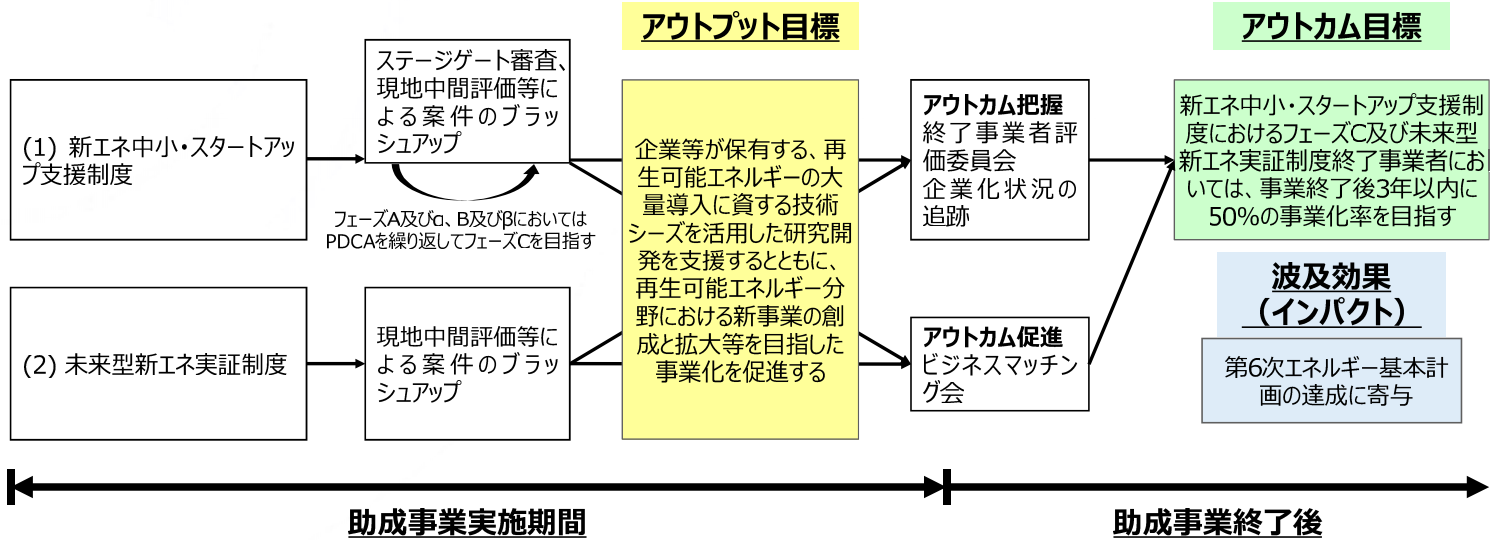 アウトプット目標
アウトカム目標
(1) 新エネ中小・スタートアッ
プ支援制度
ステージゲート審査、
現地中間評価等に
よる案件のブラッ
シュアップ
フェーズA及びα、B及びβにおいては
PDCAを繰り返してフェーズCを目指す
(2) 未来型新エネ実証制度
現地中間評価等に
よる案件のブラッ
シュアップ
企業等が保有する、再
生可能エネルギーの大
量導入に資する技術
シーズを活用した研究開
発を支援するとともに、
再生可能エネルギー分
野における新事業の創
成と拡大等を目指した
事業化を促進する
アウトカム把握
終了事業者評
価委員会
企業化状況の
追跡
アウトカム促進
ビジネスマッチン
グ会
新エネ中小・スタートアップ支援制
度におけるフェーズC及び未来型
新エネ実証制度終了事業者にお
いては、事業終了後3年以内に
50%の事業化率を目指す
波及効果
（インパクト）
第6次エネルギー基本計
画の達成に寄与
助成事業実施期間
助成事業終了後